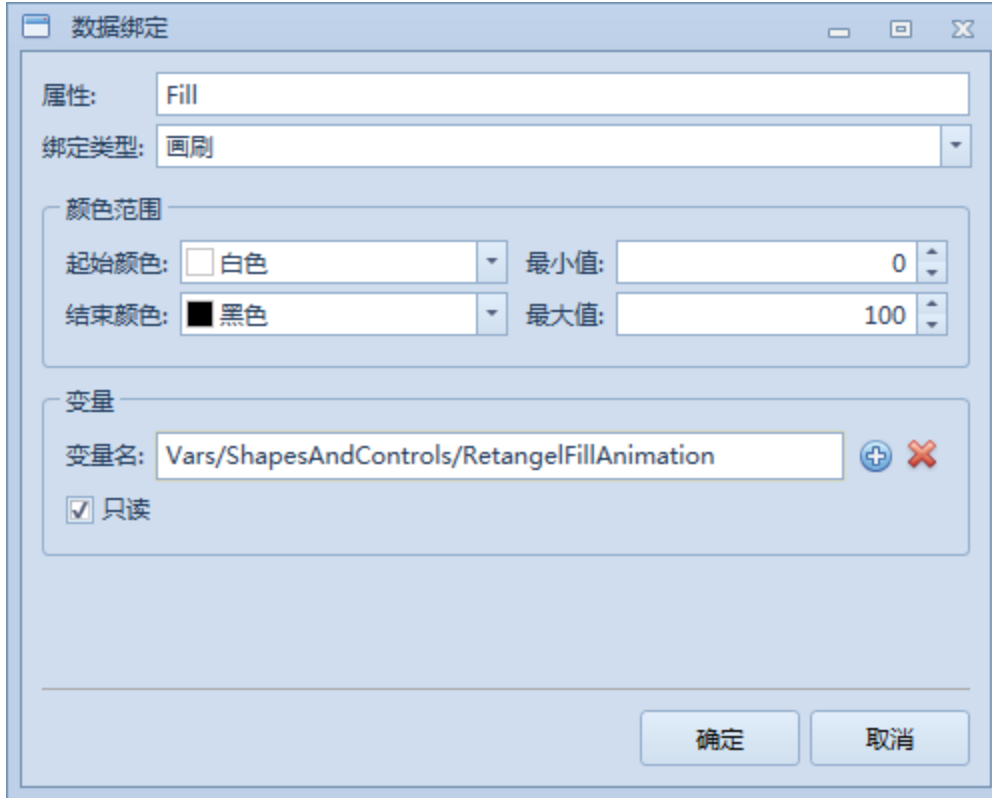 数据绑定
属性: Fill
绑定类型: 画刷
颜色范围
起始颜色: 白色 最小值: 0
结束颜色: 黑色 最大值: 100
变量
变量名: Vars/ShapesAndControls/RetangelFillAnimation
只读
确定 取消